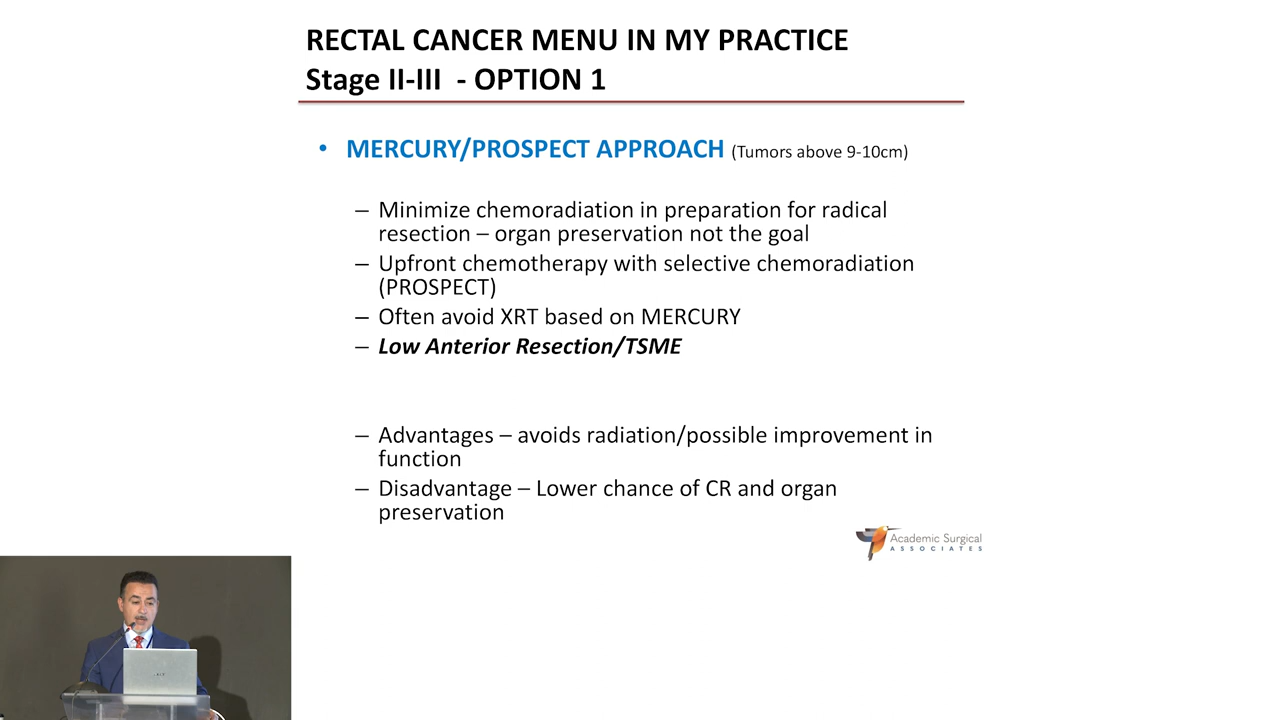 RECTAL CANCER MENU IN MY PRACTICE
Stage II-III - OPTION 1
• MERCURY/PROSPECT APPROACH (Tumors above 9-10cm)
– Minimize chemoradiation in preparation for radical
resection – organ preservation not the goal
– Upfront chemotherapy with selective chemoradiation
(PROSPECT)
– Often avoid XRT based on MERCURY
– Low Anterior Resection/TSME
– Advantages – avoids radiation/possible improvement in
function
– Disadvantage – Lower chance of CR and organ
preservation
Academic Surgical
ASSOCIATES